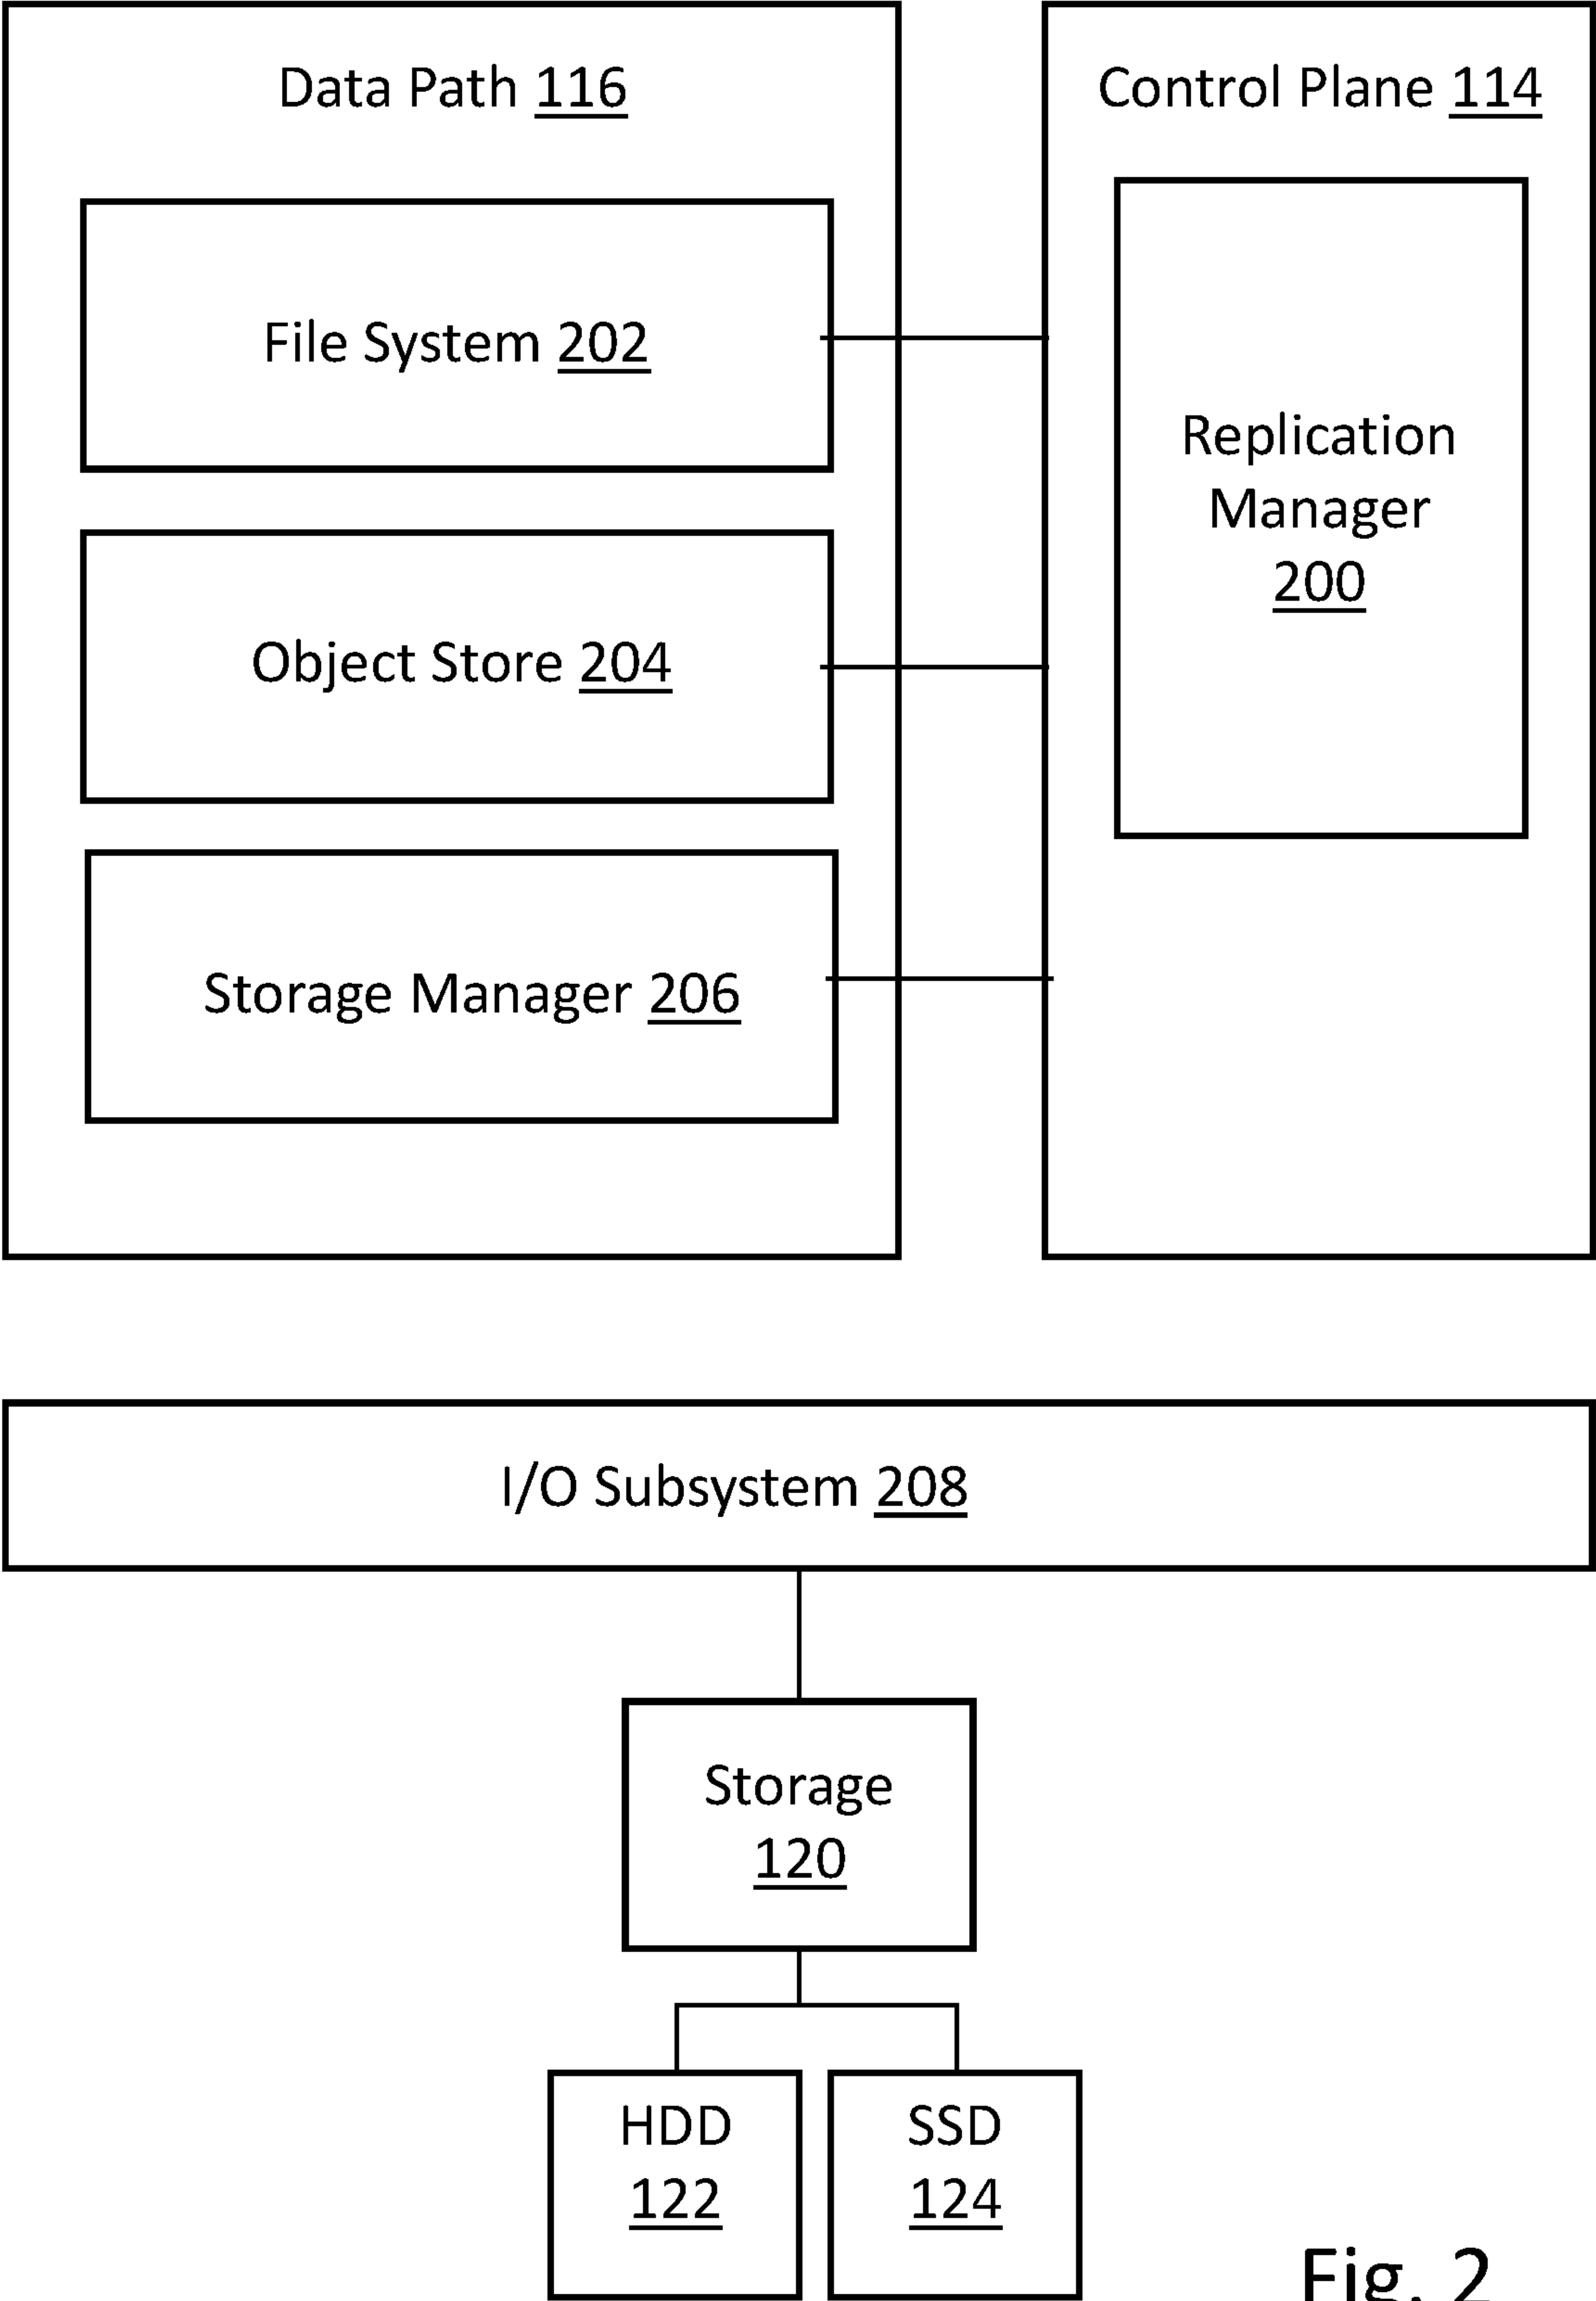 Data Path 116
Control Plane 114
File System 202
Replication
Manager
200
Object Store 204
Storage Manager 206
I/O Subsystem 208
Storage
120
HDD
122
SSD
124
Fig. 2